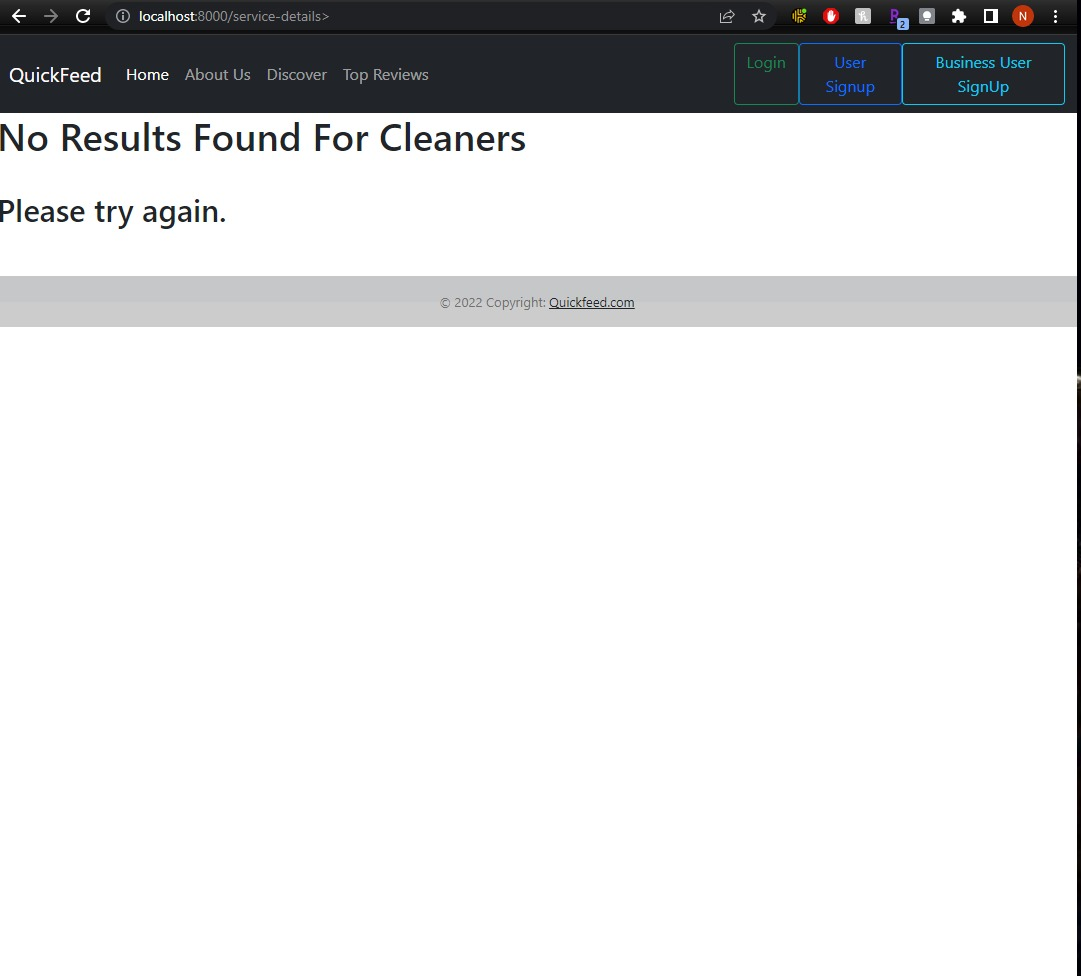 localhost:8000/service-details>
2
N
QuickFeed Home About Us Discover Top Reviews Login User Signup Business User SignUp
No Results Found For Cleaners
Please try again.
© 2022 Copyright: Quickfeed.com